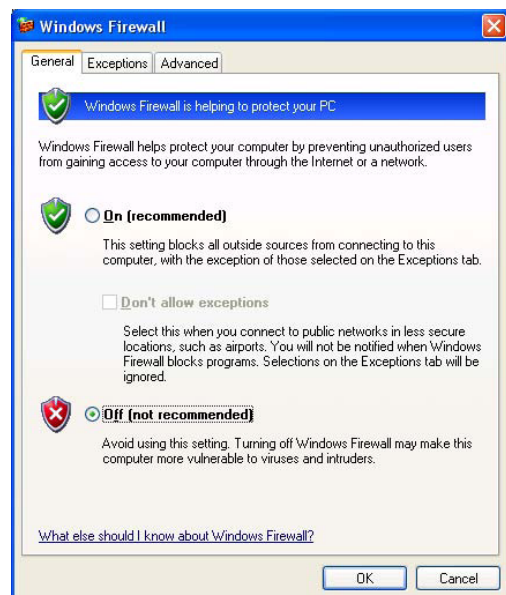 Windows Firewall
General Exceptions Advanced
Windows Firewall is helping to protect your PC
Windows Firewall helps protect your computer by preventing unauthorized users
from gaining access to your computer through the Internet or a network.
On (recommended)
This setting blocks all outside sources from connecting to this
computer, with the exception of those selected on the Exceptions tab.
Don't allow exceptions
Select this when you connect to public networks in less secure
locations, such as airports. You will not be notified when Windows
Firewall blocks programs. Selections on the Exceptions tab will be
ignored.
Off (not recommended)
Avoid using this setting. Turning off Windows Firewall may make this
computer more vulnerable to viruses and intruders.
What else should I know about Windows Firewall?
OK Cancel